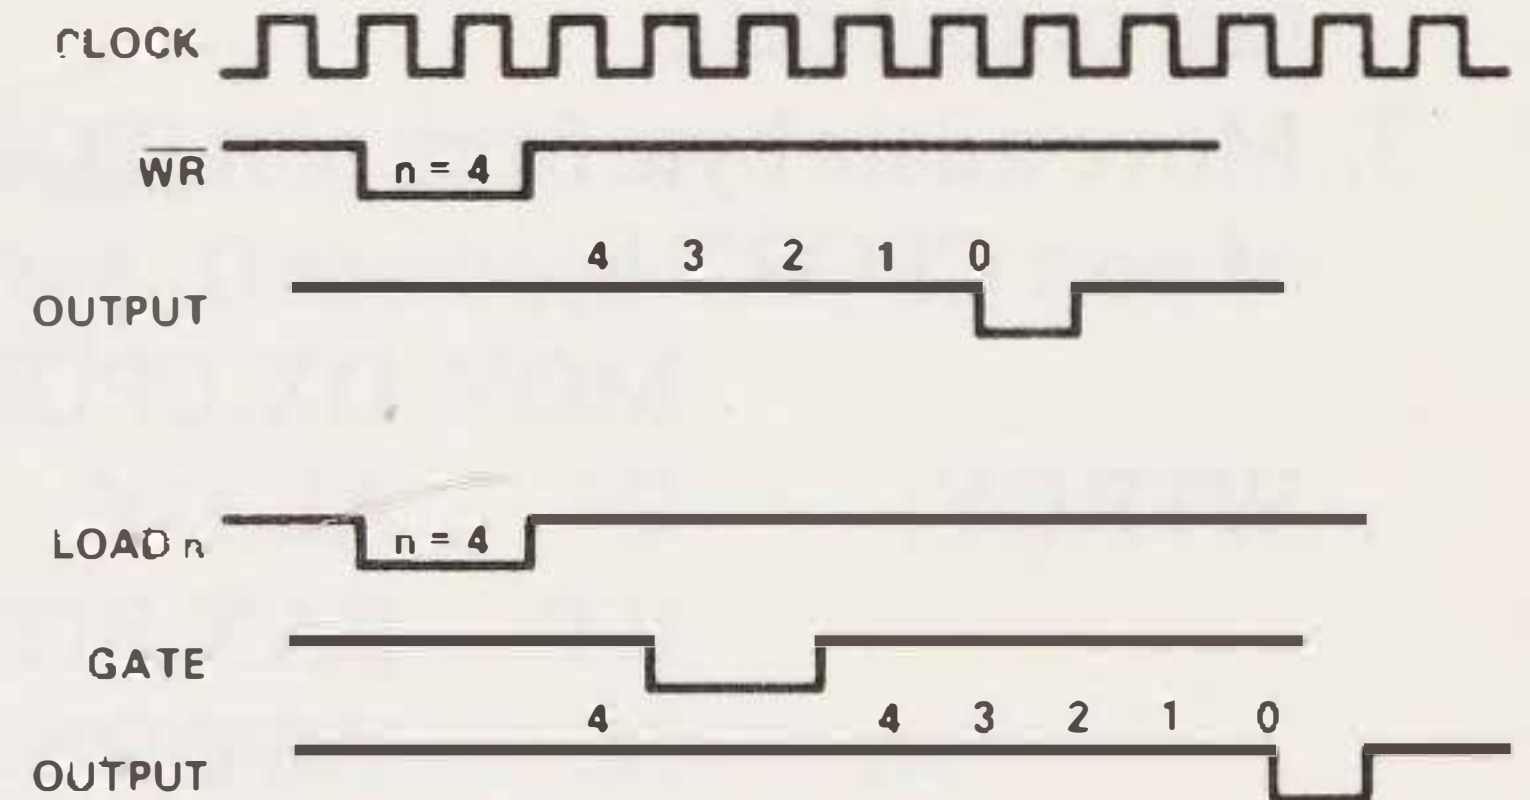 CLOCK
WR n = 4
4 3 2 1 0
OUTPUT
LOAD n n = 4
GATE
4 4 3 2 1 0
OUTPUT